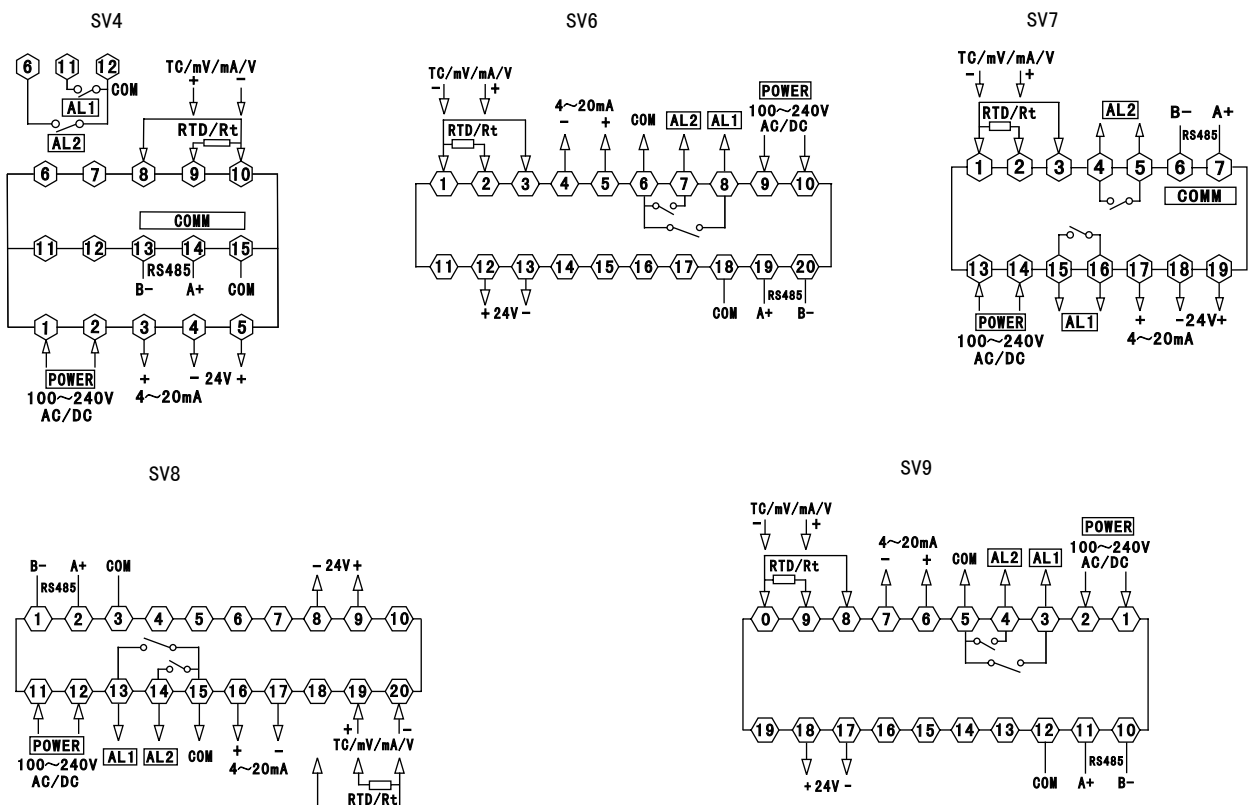 SV4
6 11 12
COM
AL1
AL2
TC/mV/mA/V
+ -
RTD/Rt
6 7 8 9 10
COMM
11 12 13 14 15
RS485
B- A+ COM
1 2 3 4 5
POWER + - 24V +
100~240V 4~20mA
AC/DC
SV6
TC/mV/mA/V
- +
RTD/Rt
4~20mA
- +
COM AL2 AL1
POWER
100~240V
AC/DC
1 2 3 4 5 6 7 8 9 10
11 12 13 14 15 16 17 18 19 20
+ 24V -
RS485
COM A+ B-
SV7
TC/mV/mA/V
- +
RTD/Rt
AL2
B- A+
RS485
1 2 3 4 5 6 7
COMM
13 14 15 16 17 18 19
POWER AL1 + -24V+
100~240V 4~20mA
AC/DC
SV8
B- A+ COM
RS485
- 24V +
1 2 3 4 5 6 7 8 9 10
11 12 13 14 15 16 17 18 19 20
POWER AL1 AL2 COM + -
100~240V 4~20mA
AC/DC
+ -
TC/mV/mA/V
RTD/Rt
SV9
TC/mV/mA/V
- +
RTD/Rt
4~20mA
- +
COM AL2 AL1
POWER
100~240V
AC/DC
0 9 8 7 6 5 4 3 2 1
19 18 17 16 15 14 13 12 11 10
+ 24V -
RS485
COM A+ B-